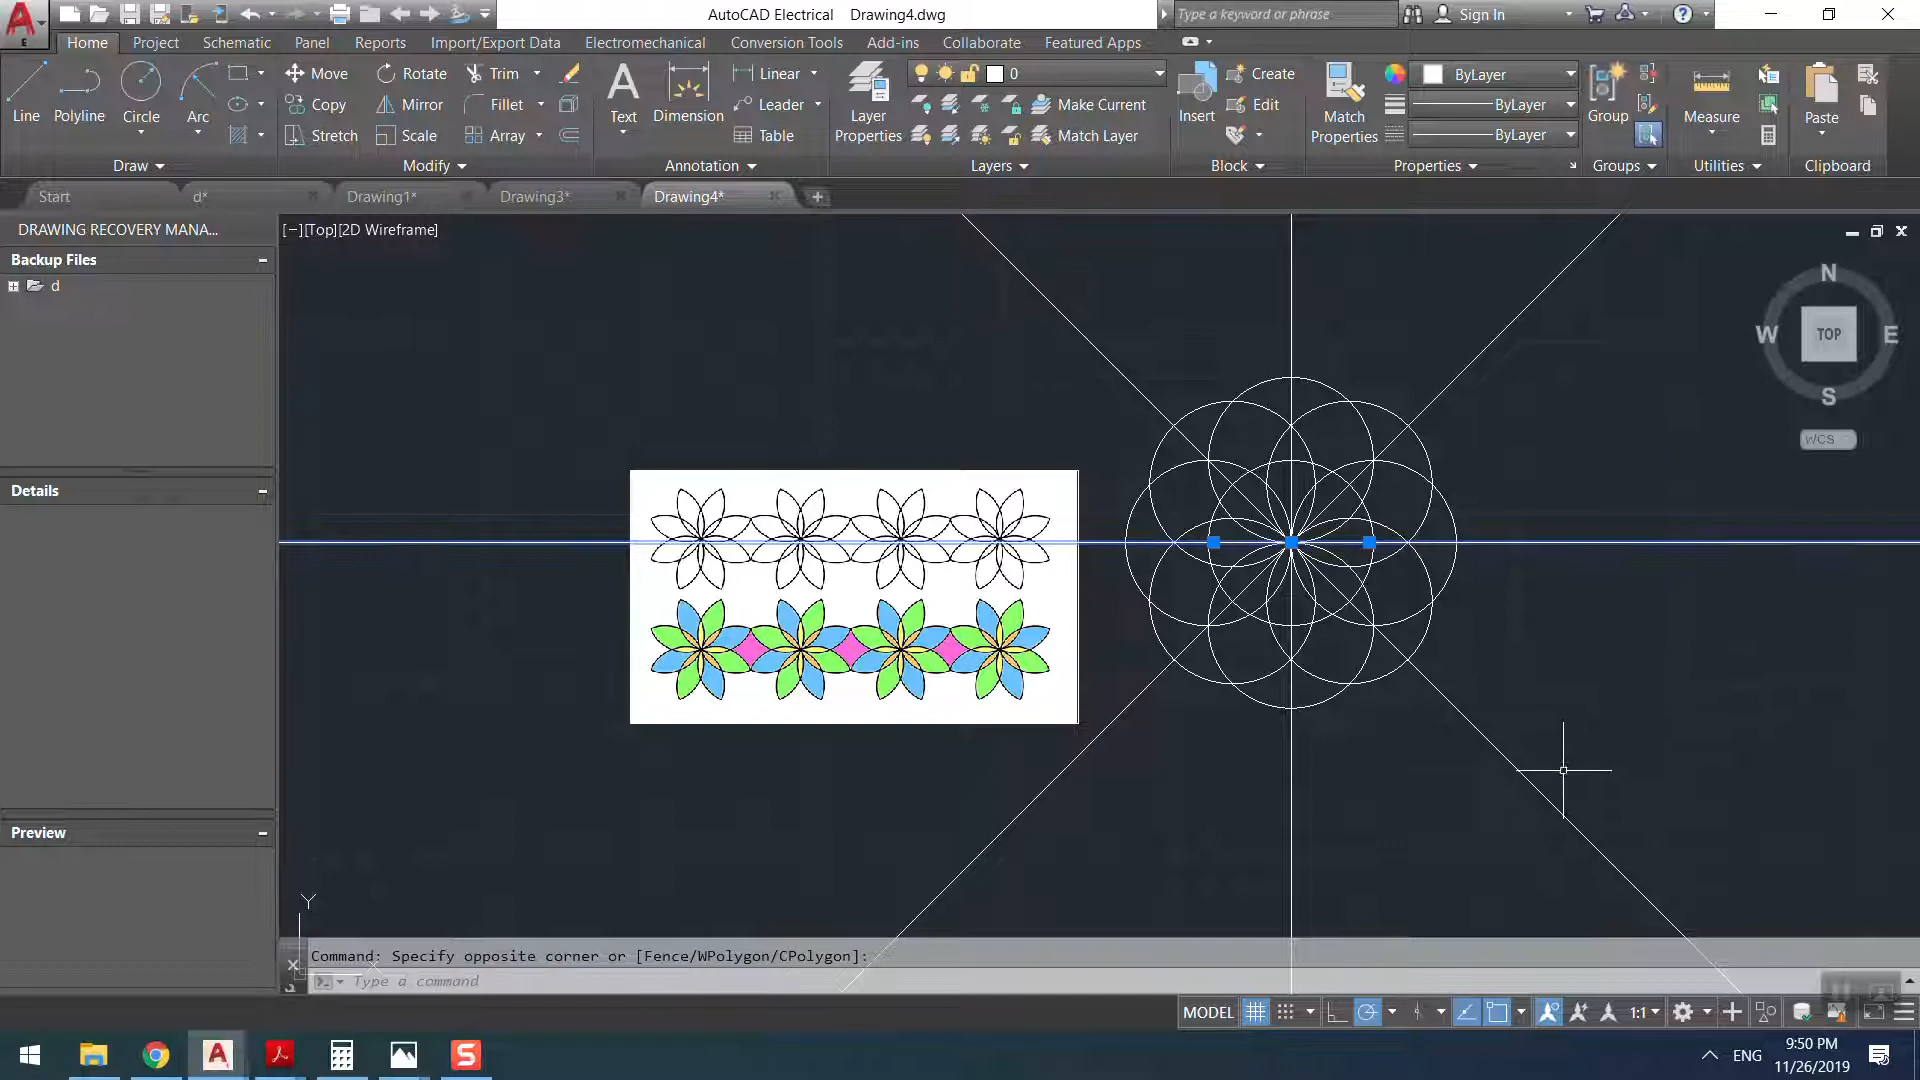 AutoCAD Electrical Drawing4.dwg
Type a keyword or phrase
Sign In
Home Project Schematic Panel Reports Import/Export Data Electromechanical Conversion Tools Add-ins Collaborate Featured Apps
Line
Polyline
Circle
Arc
Draw
Move Rotate Trim
Copy Mirror Fillet
Stretch Scale Array
Modify
Text
Dimension
Linear
Leader
Table
Annotation
Layer
Properties
0
Make Current
Match Layer
Layers
Insert
Create
Edit
Block
Match
Properties
ByLayer
ByLayer
ByLayer
Properties
Group
Groups
Measure
Utilities
Paste
Clipboard
Start d* Drawing1* Drawing3* Drawing4*
DRAWING RECOVERY MANA...
Backup Files
d
Details
Preview
[−][Top][2D Wireframe]
N
W TOP E
S
WCS
Y
Command: Specify opposite corner or [Fence/WPolygon/CPolygon]:
Type a command
MODEL 1:1
ENG
9:50 PM
11/26/2019